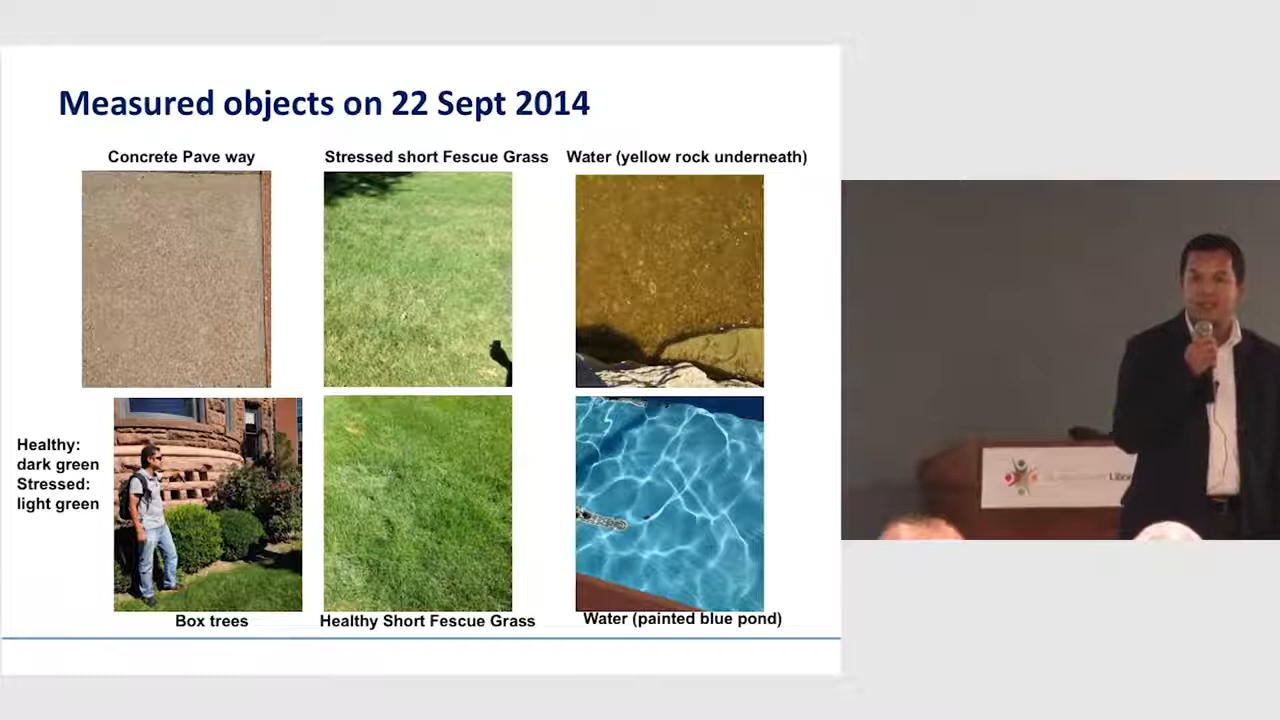 Measured objects on 22 Sept 2014
Concrete Pave way
Stressed short Fescue Grass
Water (yellow rock underneath)
Healthy:
dark green
Stressed:
light green
Box trees
Healthy Short Fescue Grass
Water (painted blue pond)